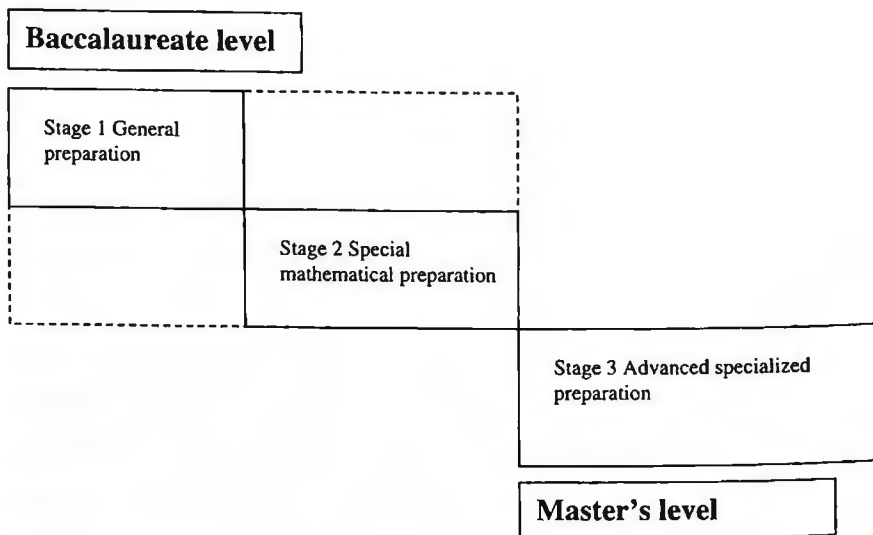 Baccalaureate level
Stage 1 General
preparation
Stage 2 Special
mathematical preparation
Stage 3 Advanced specialized
preparation
Master's level